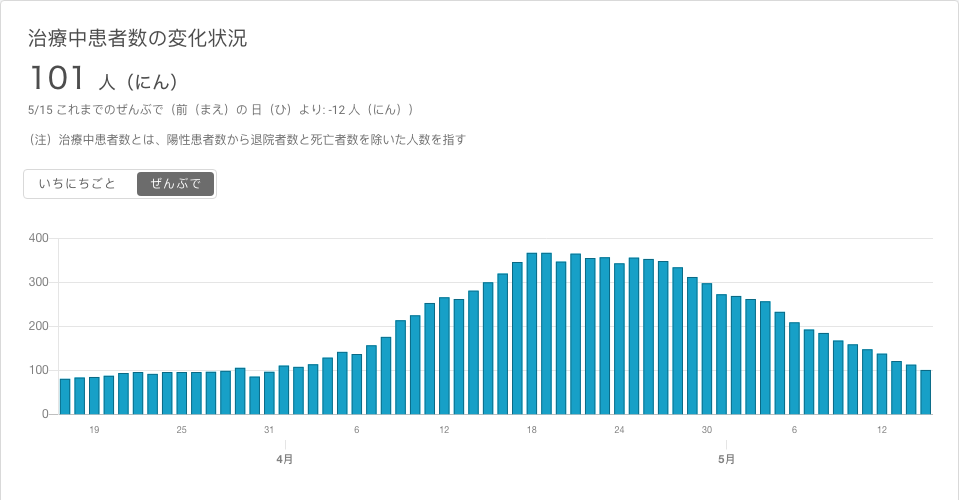 治療中患者数の変化状況
101 人（にん）
5/15 これまでのぜんぶで（前（まえ）の 日（ひ）より: -12 人（にん））
（注）治療中患者数とは、陽性患者数から退院者数と死亡者数を除いた人数を指す
いちにちごと ぜんぶで
400
300
200
100
0
19 25 31 6 12 18 24 30 6 12
4月 5月